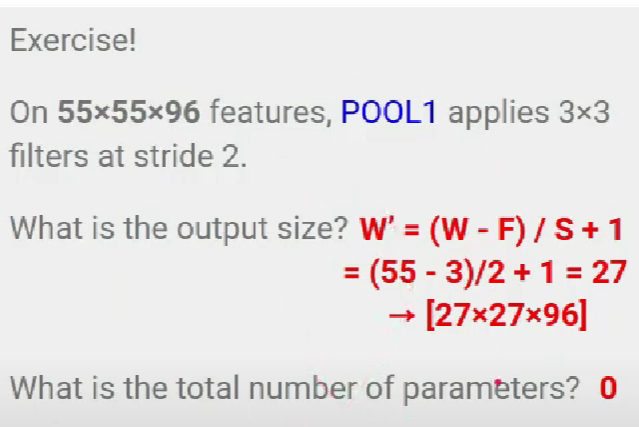 Exercise!
On 55×55×96 features, POOL1 applies 3×3
filters at stride 2.
What is the output size? W' = (W - F) / S + 1
= (55 - 3)/2 + 1 = 27
→ [27×27×96]
What is the total number of parameters? 0